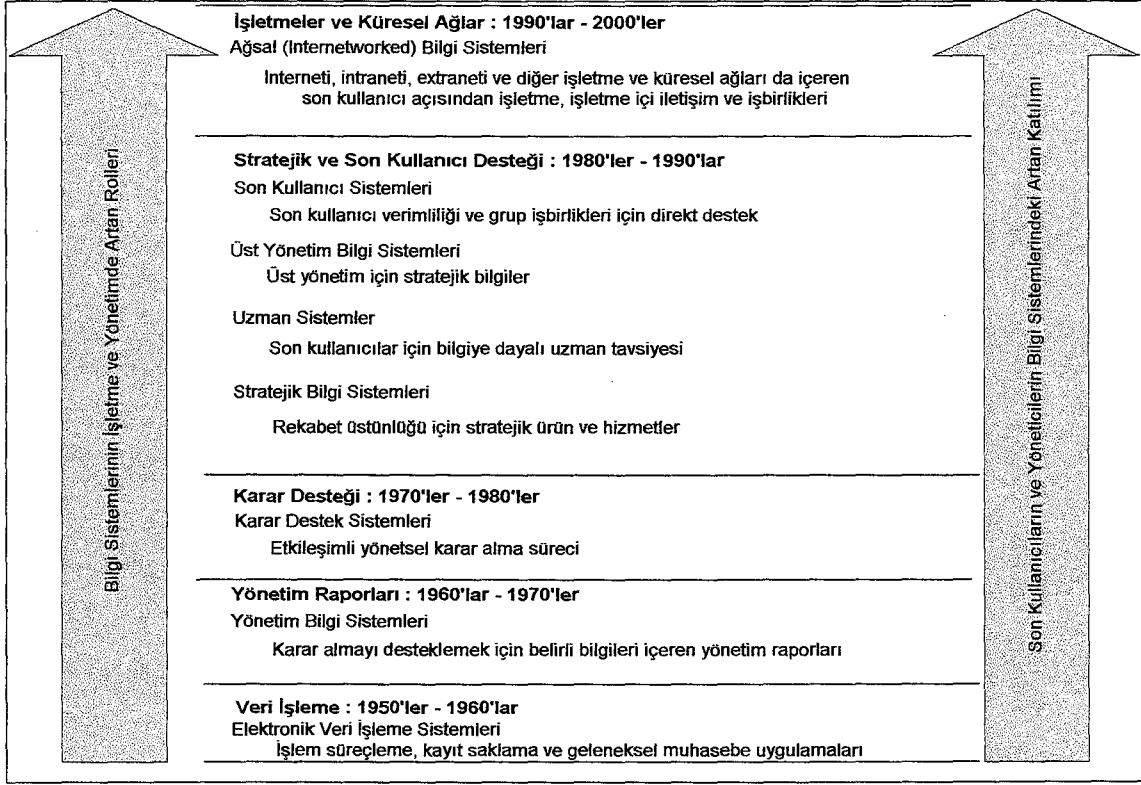 İşletmeler ve Küresel Ağlar : 1990'lar - 2000'ler
Ağsal (Internetworked) Bilgi Sistemleri
Interneti, intraneti, extraneti ve diğer işletme ve küresel ağları da içeren
son kullanıcı açısından işletme, işletme içi iletişim ve işbirlikleri
Stratejik ve Son Kullanıcı Desteği : 1980'ler - 1990'lar
Son Kullanıcı Sistemleri
Son kullanıcı verimliliği ve grup işbirlikleri için direkt destek
Üst Yönetim Bilgi Sistemleri
Üst yönetim için stratejik bilgiler
Uzman Sistemler
Son kullanıcılar için bilgiye dayalı uzman tavsiyesi
Stratejik Bilgi Sistemleri
Rekabet üstünlüğü için stratejik ürün ve hizmetler
Karar Desteği : 1970'ler - 1980'ler
Karar Destek Sistemleri
Etkileşimli yönetsel karar alma süreci
Yönetim Raporları : 1960'lar - 1970'ler
Yönetim Bilgi Sistemleri
Karar almayı desteklemek için belirli bilgileri içeren yönetim raporları
Veri İşleme : 1950'ler - 1960'lar
Elektronik Veri İşleme Sistemleri
İşlem süreçleme, kayıt saklama ve geleneksel muhasebe uygulamaları
Bilgi Sistemlerinin İşletme ve Yönetimde Artan Rolleri
Son Kullanıcıların ve Yöneticilerin Bilgi Sistemlerindeki Artan Katılımı